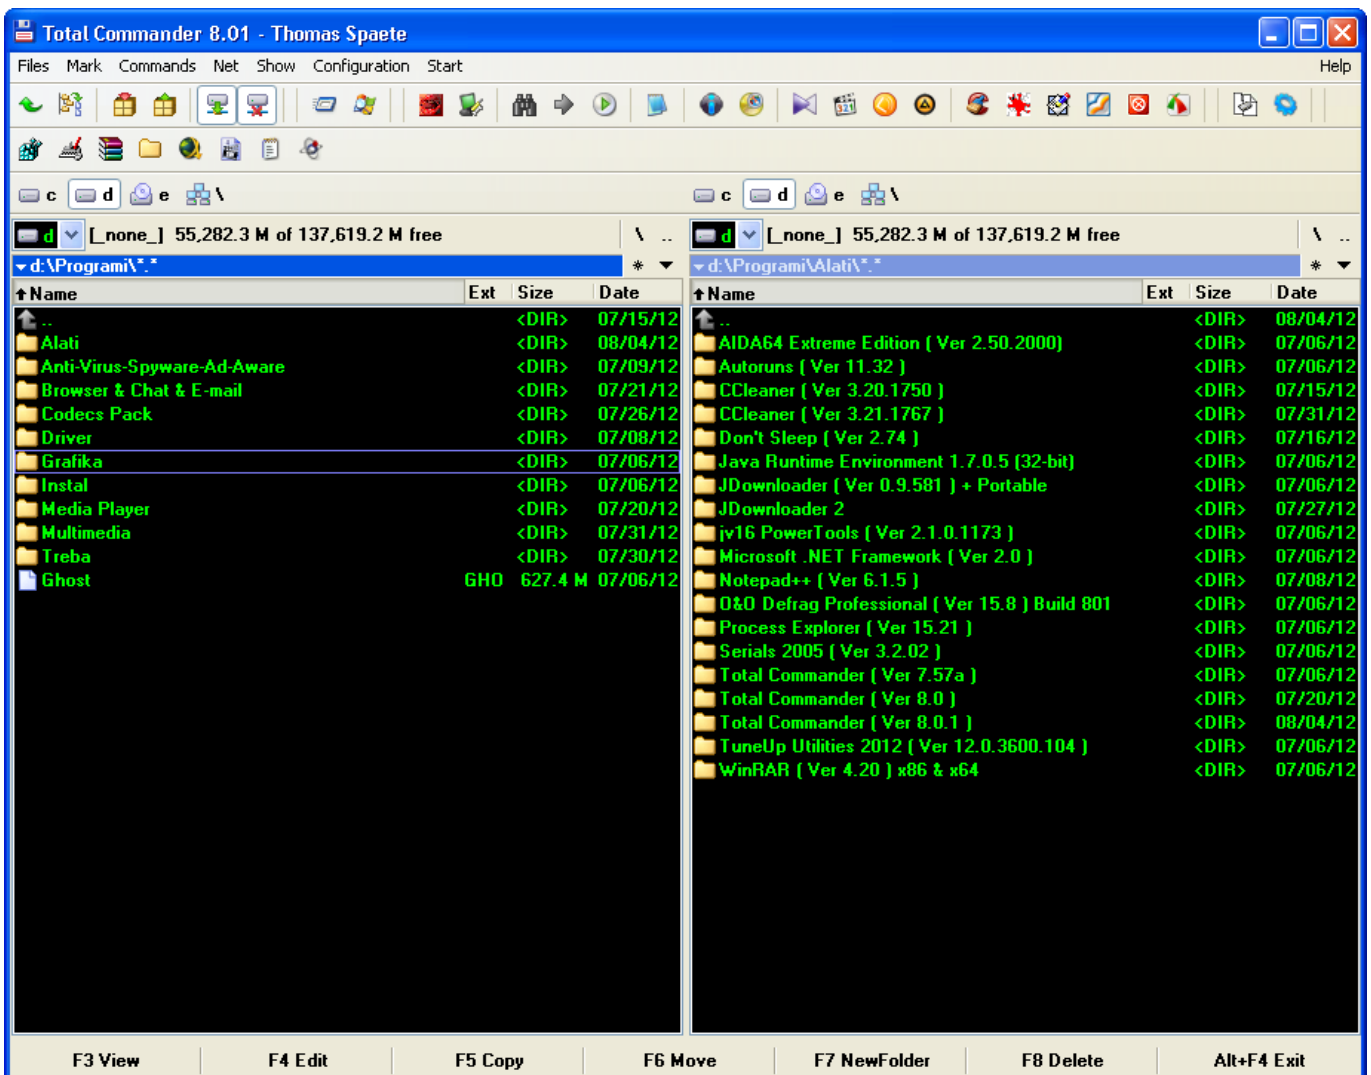 Total Commander 8.01 - Thomas Spaete
Files Mark Commands Net Show Configuration Start Help
c d e \ c d e \
d [_none_] 55,282.3 M of 137,619.2 M free \ .. d [_none_] 55,282.3 M of 137,619.2 M free \ ..
d:\Programi\*.* * d:\Programi\Alati\*.* *
Name Ext Size Date Name Ext Size Date
.. <DIR> 07/15/12 .. <DIR> 08/04/12
Alati <DIR> 08/04/12 AIDA64 Extreme Edition ( Ver 2.50.2000) <DIR> 07/06/12
Anti-Virus-Spyware-Ad-Aware <DIR> 07/09/12 Autoruns ( Ver 11.32 ) <DIR> 07/06/12
Browser & Chat & E-mail <DIR> 07/21/12 CCleaner ( Ver 3.20.1750 ) <DIR> 07/15/12
Codecs Pack <DIR> 07/26/12 CCleaner ( Ver 3.21.1767 ) <DIR> 07/31/12
Driver <DIR> 07/08/12 Don't Sleep ( Ver 2.74 ) <DIR> 07/16/12
Grafika <DIR> 07/06/12 Java Runtime Environment 1.7.0.5 (32-bit) <DIR> 07/06/12
Instal <DIR> 07/06/12 JDownloader ( Ver 0.9.581 ) + Portable <DIR> 07/06/12
Media Player <DIR> 07/20/12 JDownloader 2 <DIR> 07/27/12
Multimedia <DIR> 07/31/12 jv16 PowerTools ( Ver 2.1.0.1173 ) <DIR> 07/06/12
Treba <DIR> 07/30/12 Microsoft .NET Framework ( Ver 2.0 ) <DIR> 07/06/12
Ghost GHO 627.4 M 07/06/12 Notepad++ ( Ver 6.1.5 ) <DIR> 07/08/12
O&O Defrag Professional ( Ver 15.8 ) Build 801 <DIR> 07/06/12
Process Explorer ( Ver 15.21 ) <DIR> 07/06/12
Serials 2005 ( Ver 3.2.02 ) <DIR> 07/06/12
Total Commander ( Ver 7.57a ) <DIR> 07/06/12
Total Commander ( Ver 8.0 ) <DIR> 07/20/12
Total Commander ( Ver 8.0.1 ) <DIR> 08/04/12
TuneUp Utilities 2012 ( Ver 12.0.3600.104 ) <DIR> 07/06/12
WinRAR ( Ver 4.20 ) x86 & x64 <DIR> 07/06/12
F3 View F4 Edit F5 Copy F6 Move F7 NewFolder F8 Delete Alt+F4 Exit